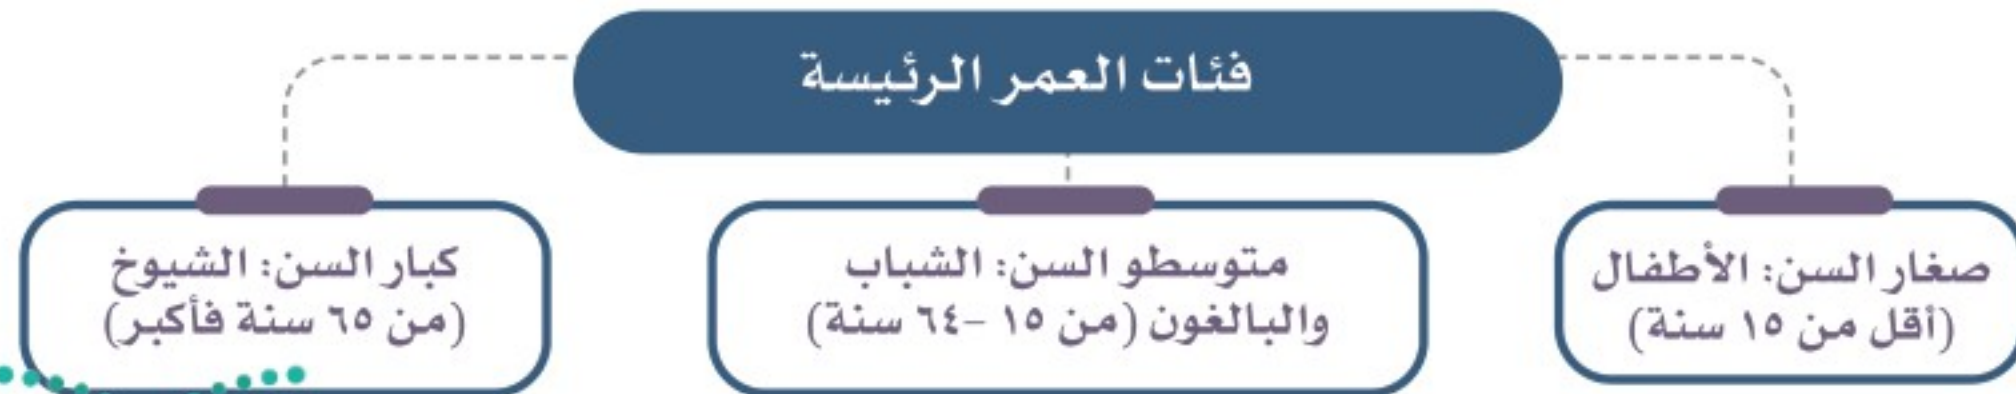 فئات العمر الرئيسة
صغار السن: الأطفال
(أقل من ١٥ سنة)
متوسطو السن: الشباب
والبالغون (من ١٥ –٦٤ سنة)
كبار السن: الشيوخ
(من ٦٥ سنة فأكبر)